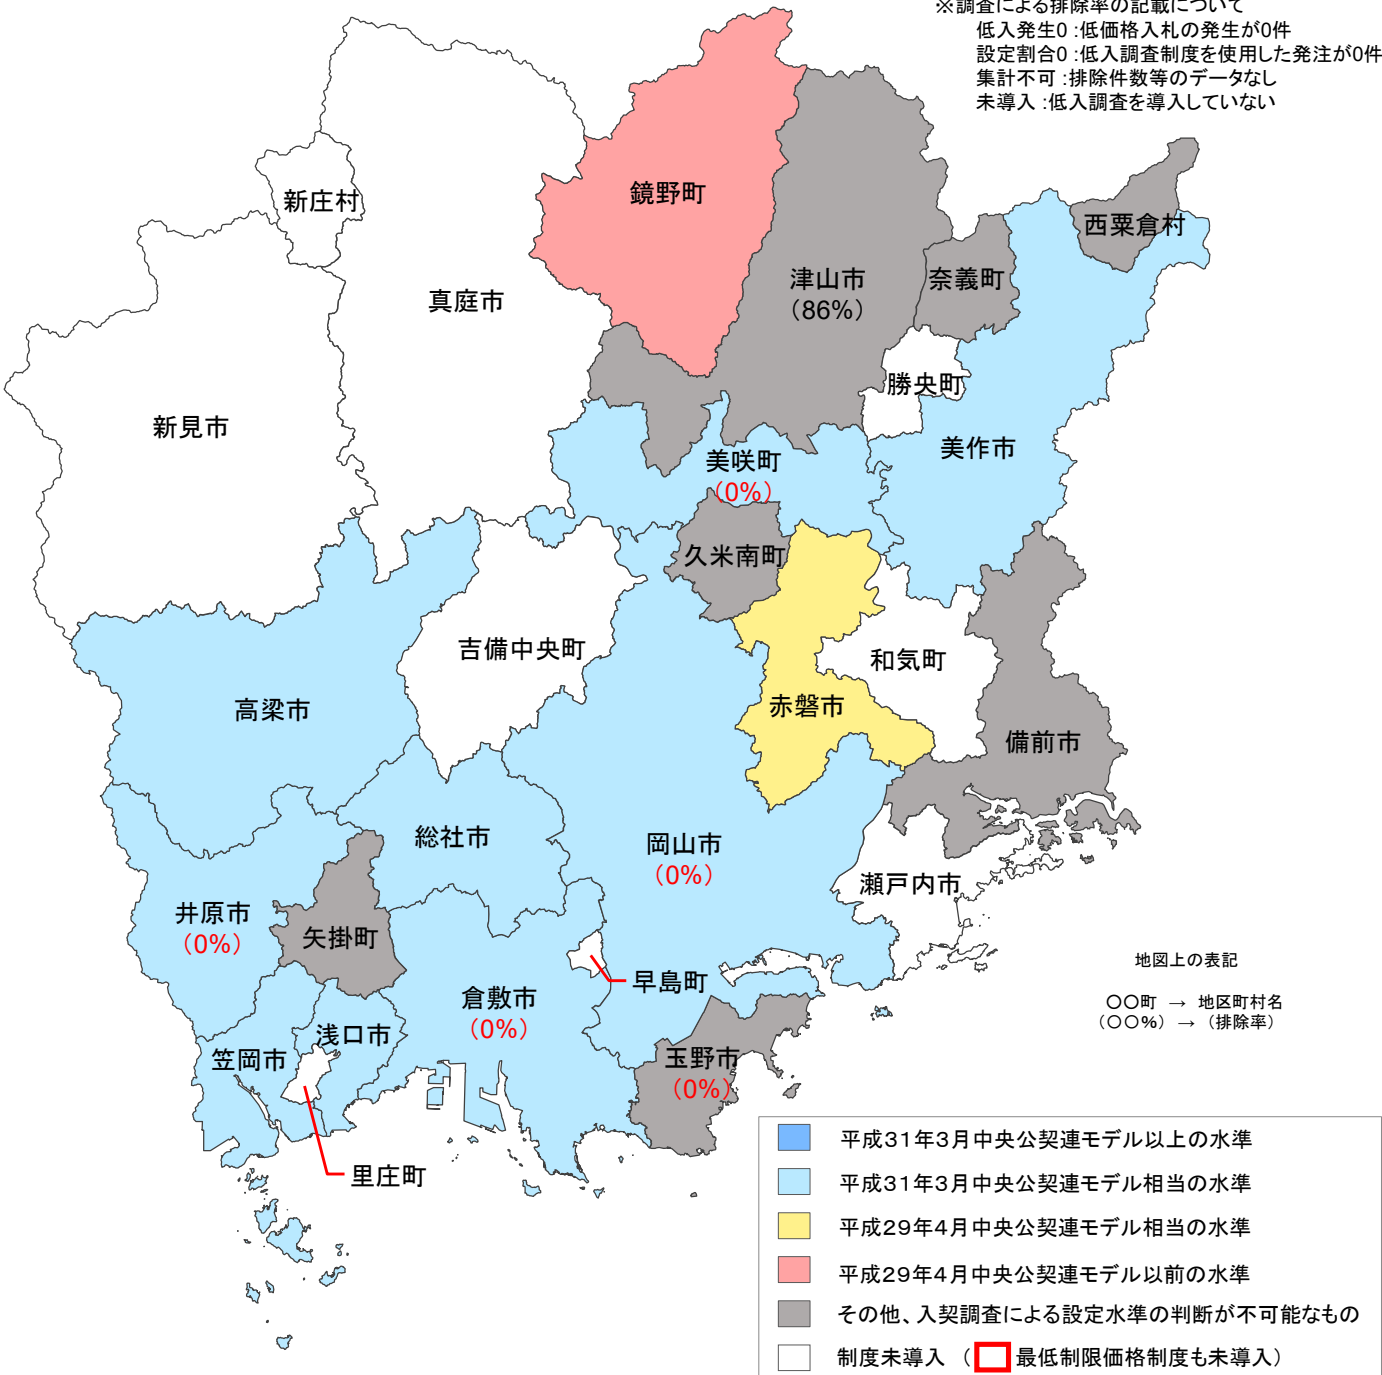 ※調査による排除率の記載について
低入発生0：低価格入札の発生が0件
設定割合0：低入調査制度を使用した発注が0件
集計不可：排除件数等のデータなし
未導入：低入調査を導入していない
新庄村
鏡野町
西粟倉村
真庭市
津山市
（86%）
奈義町
勝央町
新見市
美作市
美咲町
（0%）
久米南町
吉備中央町
和気町
高梁市
赤磐市
備前市
総社市
岡山市
（0%）
瀬戸内市
井原市
（0%）
矢掛町
早島町
倉敷市
（0%）
浅口市
笠岡市
玉野市
（0%）
里庄町
地図上の表記
○○町 → 地区町村名
（○○%）→（排除率）
平成31年3月中央公契連モデル以上の水準
平成31年3月中央公契連モデル相当の水準
平成29年4月中央公契連モデル相当の水準
平成29年4月中央公契連モデル以前の水準
その他、入契調査による設定水準の判断が不可能なもの
制度未導入（ 最低制限価格制度も未導入）